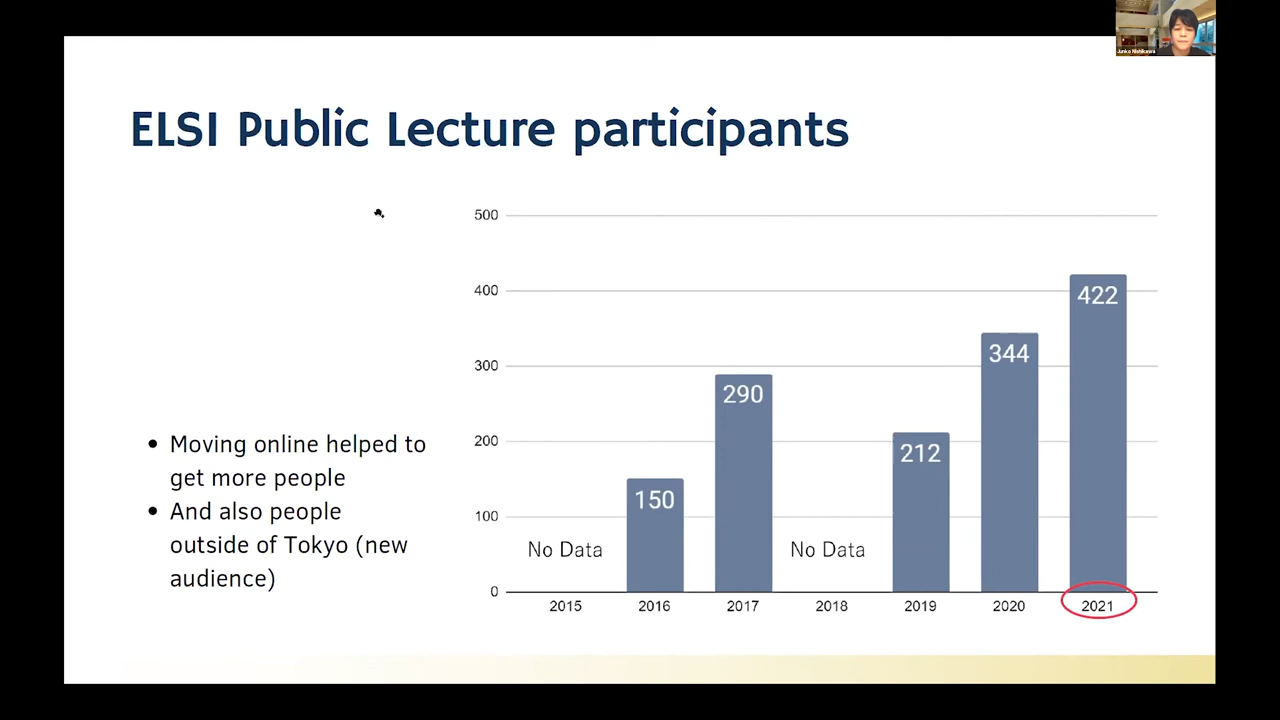 Junko Nishikawa
ELSI Public Lecture participants
500
400
300
200
100
0
422
344
290
212
150
No Data
No Data
2015
2016
2017
2018
2019
2020
2021
• Moving online helped to
get more people
• And also people
outside of Tokyo (new
audience)